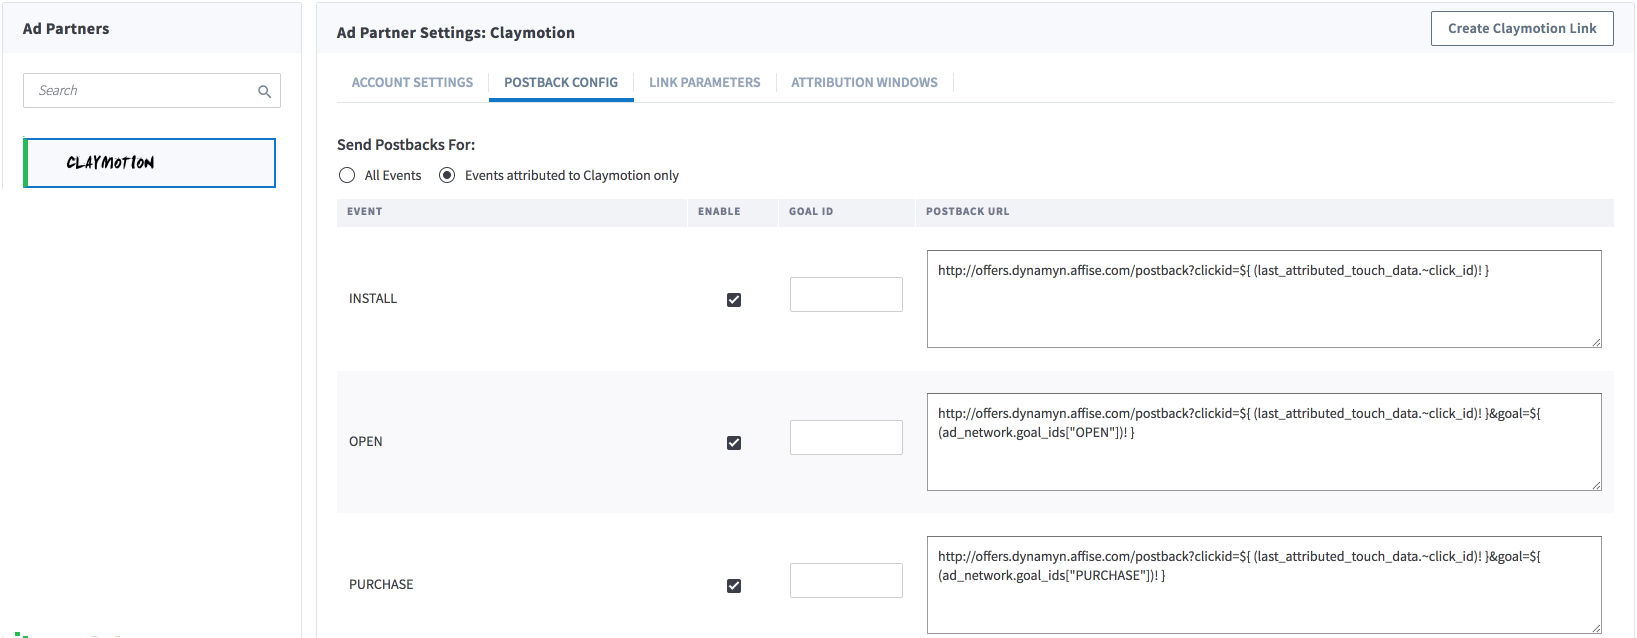 Ad Partners
Search
CLAYMOTION
Ad Partner Settings: Claymotion
Create Claymotion Link
ACCOUNT SETTINGS
POSTBACK CONFIG
LINK PARAMETERS
ATTRIBUTION WINDOWS
Send Postbacks For:
All Events
Events attributed to Claymotion only
EVENT
ENABLE
GOAL ID
POSTBACK URL
INSTALL
http://offers.dynamyn.affise.com/postback?clickid=${ (last_attributed_touch_data.~click_id)! }
OPEN
http://offers.dynamyn.affise.com/postback?clickid=${ (last_attributed_touch_data.~click_id)! }&goal=${
(ad_network.goal_ids["OPEN"])! }
PURCHASE
http://offers.dynamyn.affise.com/postback?clickid=${ (last_attributed_touch_data.~click_id)! }&goal=${
(ad_network.goal_ids["PURCHASE"])! }